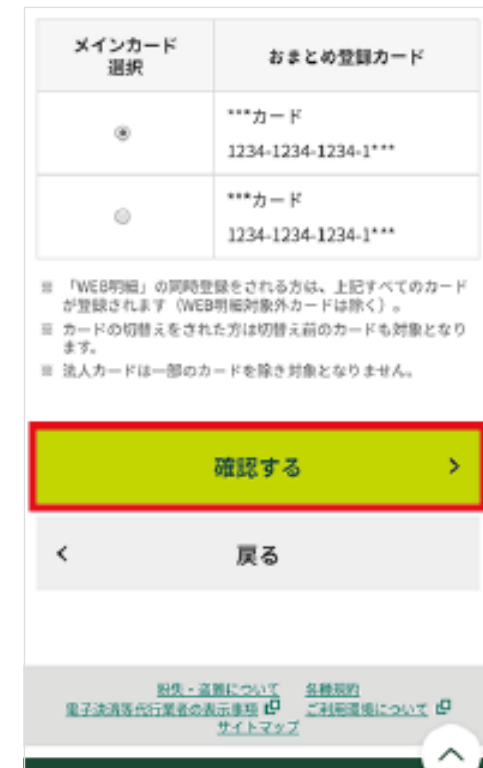 メインカード
選択
おまとめ登録カード
***カード
1234-1234-1234-1***
***カード
1234-1234-1234-1***
※ 「WEB明細」の同時登録をされる方は、上記すべてのカード
が登録されます（WEB明細対象外カードは除く）。
※ カードの切替えをされた方は切替え前のカードも対象となり
ます。
※ 法人カードは一部のカードを除き対象となりません。
確認する
戻る
紛失・盗難について 各種規約
電子決済等代行業者の表示事項 ご利用環境について
サイトマップ